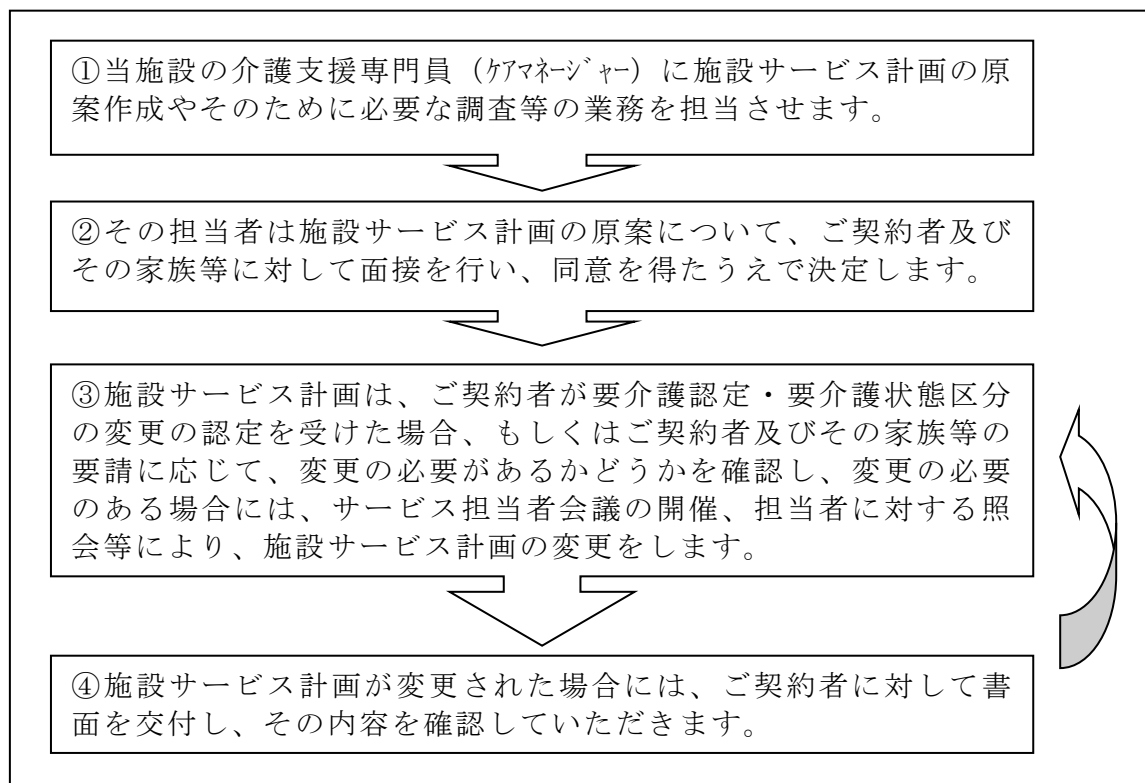 ①当施設の介護支援専門員（ｹｱﾏﾈｰｼﾞｬｰ）に施設サービス計画の原
案作成やそのために必要な調査等の業務を担当させます。
②その担当者は施設サービス計画の原案について、ご契約者及び
その家族等に対して面接を行い、同意を得たうえで決定します。
③施設サービス計画は、ご契約者が要介護認定・要介護状態区分
の変更の認定を受けた場合、もしくはご契約者及びその家族等の
要請に応じて、変更の必要があるかどうかを確認し、変更の必要
のある場合には、サービス担当者会議の開催、担当者に対する照
会等により、施設サービス計画の変更をします。
④施設サービス計画が変更された場合には、ご契約者に対して書
面を交付し、その内容を確認していただきます。